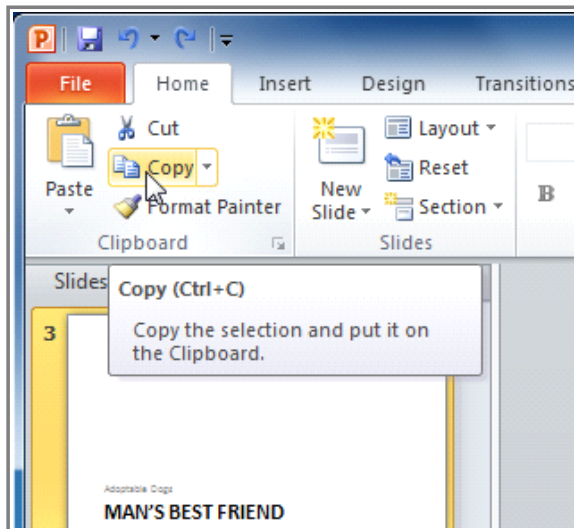 P
File Home Insert Design Transitions
Cut
Copy
Paste
Format Painter
Clipboard
New
Slide
Layout
Reset
Section
Slides
B
Slides
Copy (Ctrl+C)
Copy the selection and put it on
the Clipboard.
3
Adoptable Dogs
MAN'S BEST FRIEND